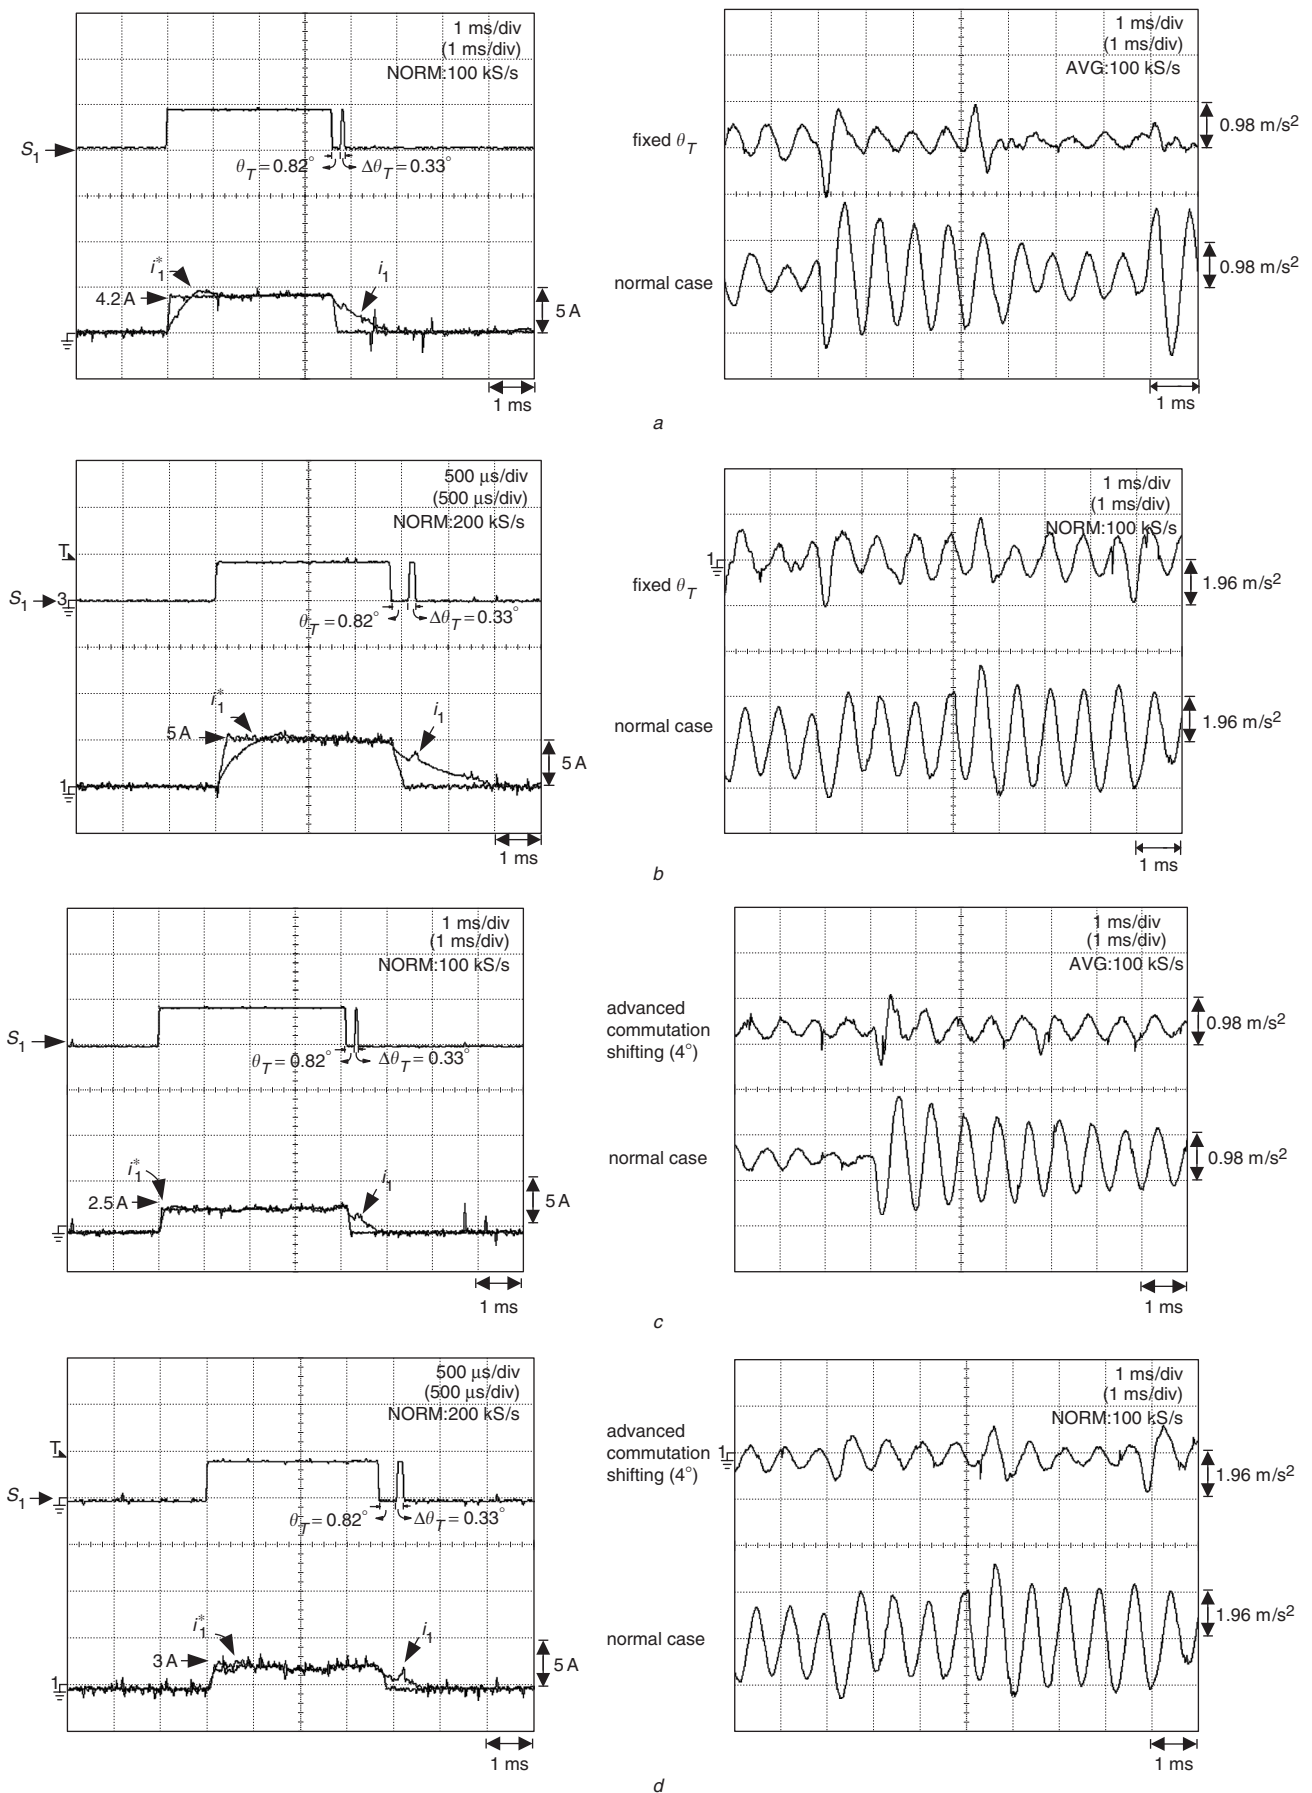 1 ms/div
(1 ms/div)
NORM:100 kS/s
S1
θT = 0.82° ΔθT = 0.33°
i1*
i1
4.2 A
5 A
1 ms
1 ms/div
(1 ms/div)
AVG:100 kS/s
fixed θT
0.98 m/s2
normal case
0.98 m/s2
1 ms
a
500 μs/div
(500 μs/div)
NORM:200 kS/s
T
S1 3
θT = 0.82° ΔθT = 0.33°
i1*
i1
5 A
5 A
1
1 ms
1 ms/div
(1 ms/div)
NORM:100 kS/s
1
fixed θT
1.96 m/s2
normal case
1.96 m/s2
1 ms
b
1 ms/div
(1 ms/div)
NORM:100 kS/s
S1
θT = 0.82° ΔθT = 0.33°
i1*
i1
2.5 A
5 A
1 ms
1 ms/div
(1 ms/div)
AVG:100 kS/s
advanced
commutation
shifting (4°)
0.98 m/s2
normal case
0.98 m/s2
1 ms
c
500 μs/div
(500 μs/div)
NORM:200 kS/s
T
S1
θT = 0.82° ΔθT = 0.33°
i1*
i1
3 A
5 A
1
1 ms
1 ms/div
(1 ms/div)
NORM:100 kS/s
advanced
commutation
shifting (4°)
1
1.96 m/s2
normal case
1.96 m/s2
1 ms
d